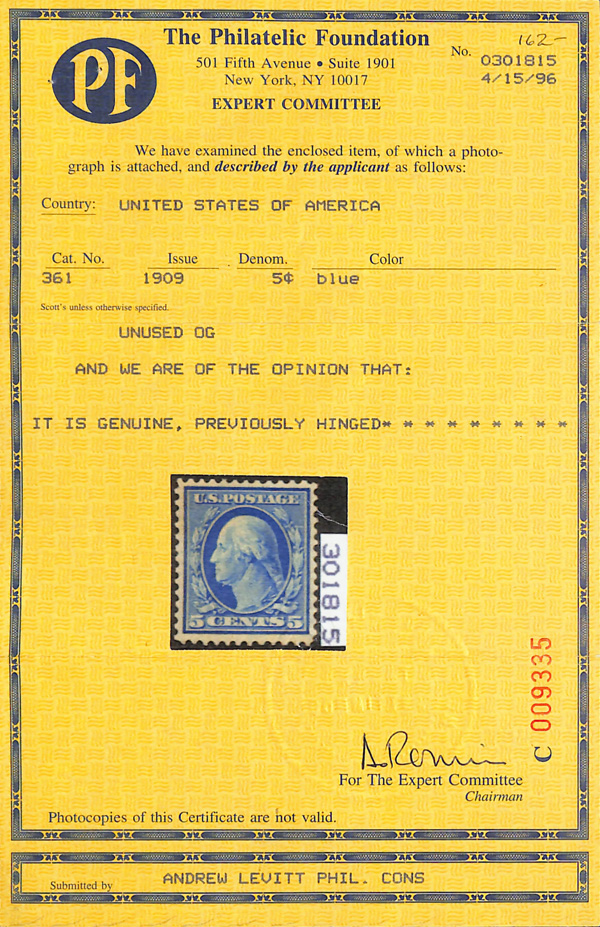 PF
The Philatelic Foundation
501 Fifth Avenue • Suite 1901
New York, NY 10017
EXPERT COMMITTEE
162-
No. 0301815
4/15/96
We have examined the enclosed item, of which a photo-
graph is attached, and described by the applicant as follows:
Country: UNITED STATES OF AMERICA
Cat. No. Issue Denom. Color
361 1909 5¢ blue
Scott's unless otherwise specified.
UNUSED OG
AND WE ARE OF THE OPINION THAT:
IT IS GENUINE, PREVIOUSLY HINGED* * * * * * * * *
U.S. POSTAGE
5 CENTS 5
301815
C 009335
For The Expert Committee
Chairman
Photocopies of this Certificate are not valid.
Submitted by ANDREW LEVITT PHIL. CONS